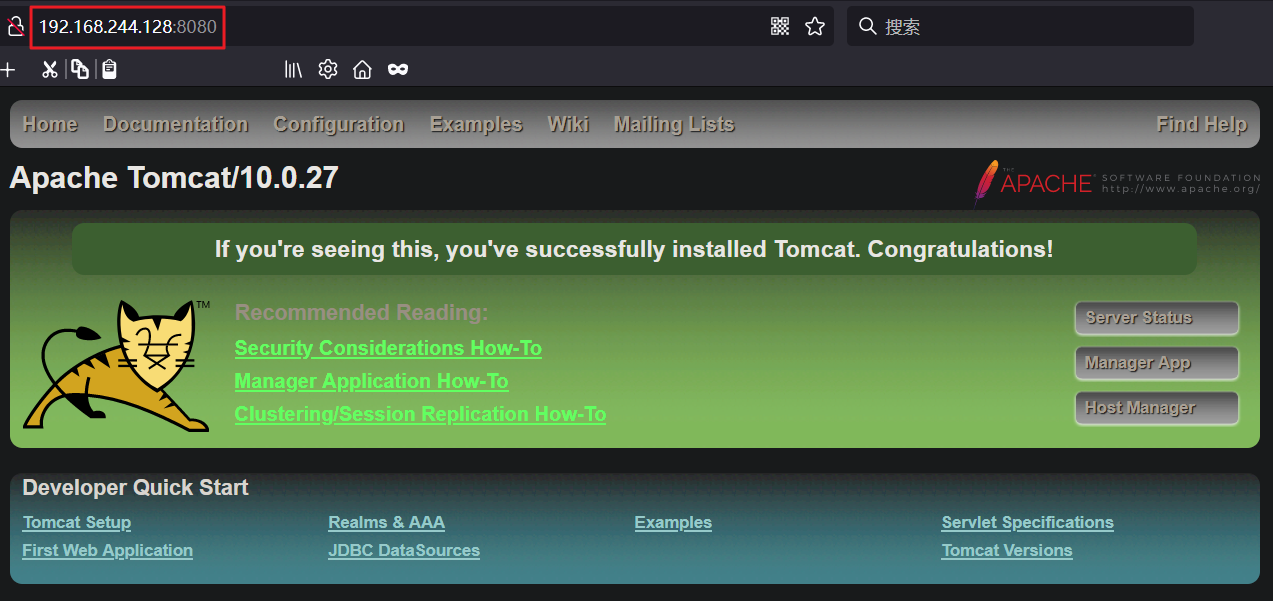 192.168.244.128:8080
搜索
Home Documentation Configuration Examples Wiki Mailing Lists Find Help
Apache Tomcat/10.0.27
THE
APACHE® SOFTWARE FOUNDATION
http://www.apache.org/
If you're seeing this, you've successfully installed Tomcat. Congratulations!
TM
Recommended Reading:
Security Considerations How-To
Manager Application How-To
Clustering/Session Replication How-To
Server Status
Manager App
Host Manager
Developer Quick Start
Tomcat Setup Realms & AAA Examples Servlet Specifications
First Web Application JDBC DataSources Tomcat Versions